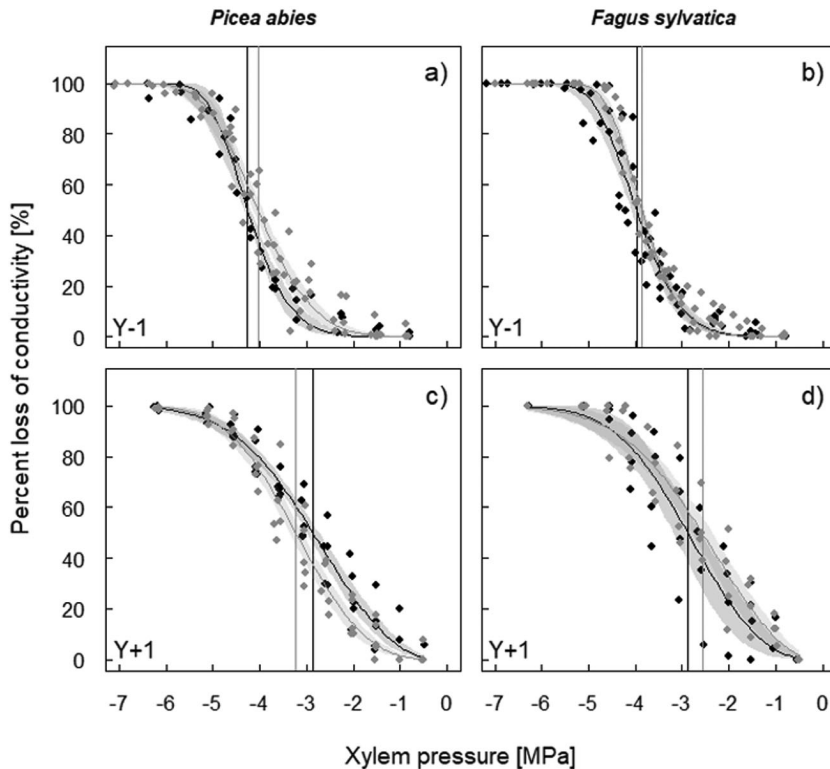 Picea abies
Fagus sylvatica
Percent loss of conductivity [%]
100
80
60
40
20
0
a)
Y-1
b)
Y-1
100
80
60
40
20
0
c)
Y+1
d)
Y+1
-7 -6 -5 -4 -3 -2 -1 0
-7 -6 -5 -4 -3 -2 -1 0
Xylem pressure [MPa]